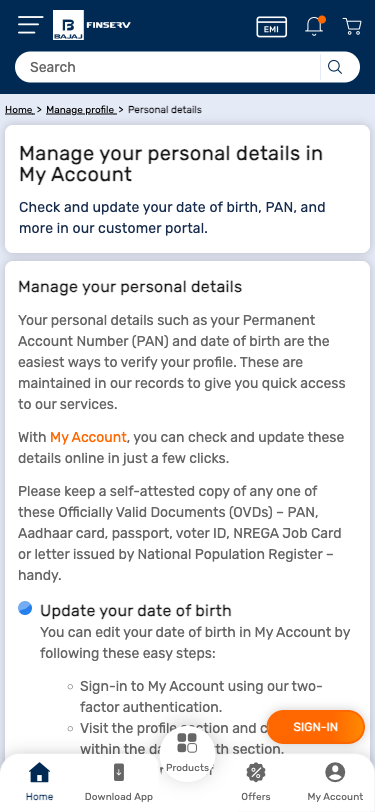 B
BAJAJ
FINSERV
EMI
Search
Home > Manage profile > Personal details
Manage your personal details in
My Account
Check and update your date of birth, PAN, and
more in our customer portal.
Manage your personal details
Your personal details such as your Permanent
Account Number (PAN) and date of birth are the
easiest ways to verify your profile. These are
maintained in our records to give you quick access
to our services.
With My Account, you can check and update these
details online in just a few clicks.
Please keep a self-attested copy of any one of
these Officially Valid Documents (OVDs) – PAN,
Aadhaar card, passport, voter ID, NREGA Job Card
or letter issued by National Population Register –
handy.
Update your date of birth
You can edit your date of birth in My Account by
following these easy steps:
Sign-in to My Account using our two-
factor authentication.
Visit the profile section and
SIGN-IN
within the section.
Home
Download App
Products
Offers
My Account